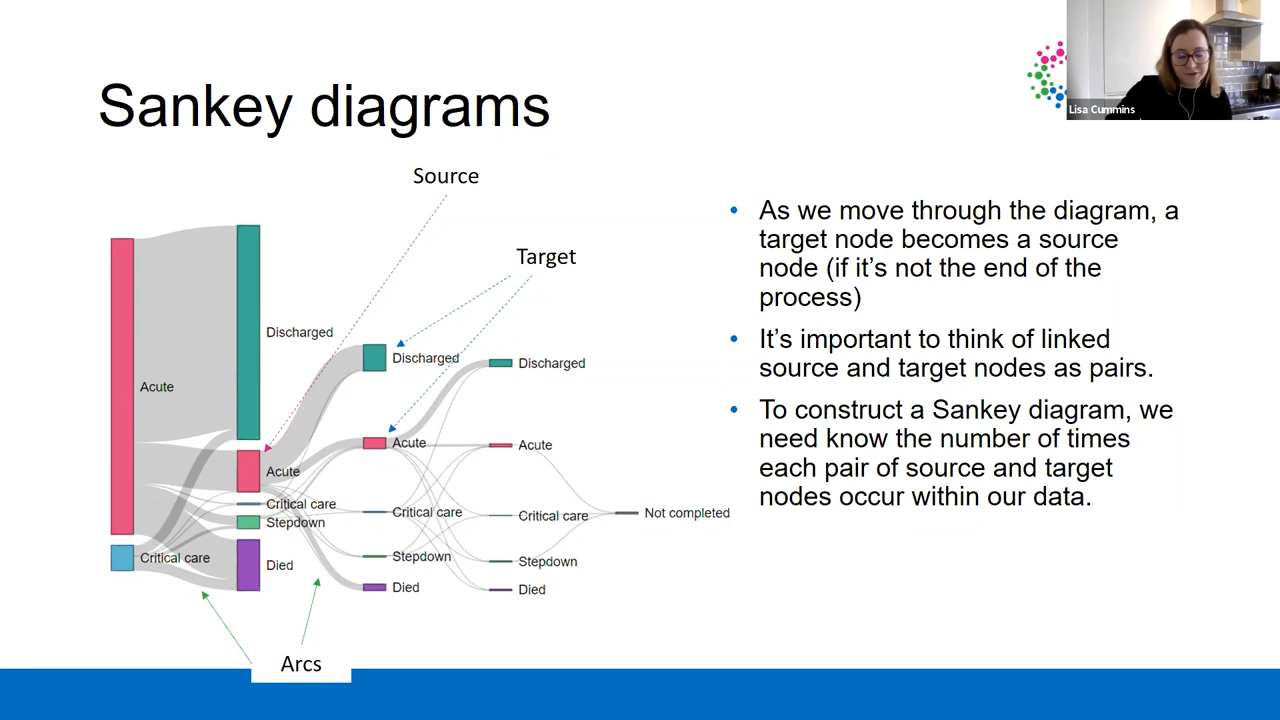 Lisa Cummins
Sankey diagrams
Source
Target
Discharged
Acute
Acute
Critical care
Stepdown
Critical care
Died
Discharged
Acute
Critical care
Stepdown
Died
Discharged
Acute
Critical care
Stepdown
Died
Not completed
Arcs
• As we move through the diagram, a
target node becomes a source
node (if it’s not the end of the
process)
• It’s important to think of linked
source and target nodes as pairs.
• To construct a Sankey diagram, we
need know the number of times
each pair of source and target
nodes occur within our data.